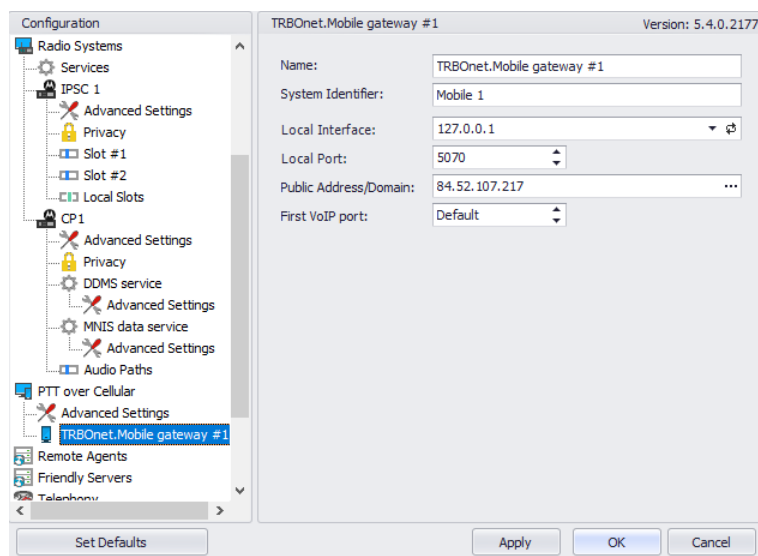 Configuration
Radio Systems
Services
IPSC 1
Advanced Settings
Privacy
Slot #1
Slot #2
Local Slots
CP1
Advanced Settings
Privacy
DDMS service
Advanced Settings
MNIS data service
Advanced Settings
Audio Paths
PTT over Cellular
Advanced Settings
TRBOnet.Mobile gateway #1
Remote Agents
Friendly Servers
Telephony
Set Defaults
TRBOnet.Mobile gateway #1 Version: 5.4.0.2177
Name: TRBOnet.Mobile gateway #1
System Identifier: Mobile 1
Local Interface: 127.0.0.1
Local Port: 5070
Public Address/Domain: 84.52.107.217 ...
First VoIP port: Default
Apply OK Cancel